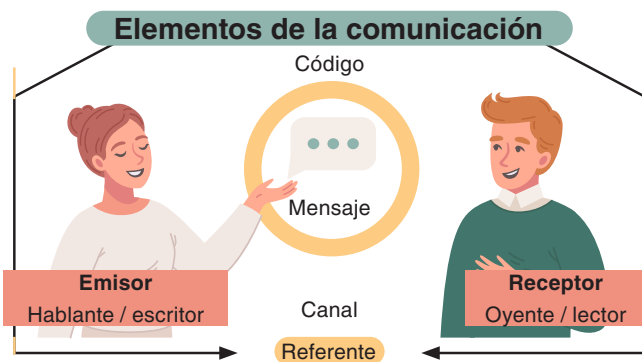 Elementos de la comunicación
Código
Mensaje
Emisor
Hablante / escritor
Receptor
Oyente / lector
Canal
Referente